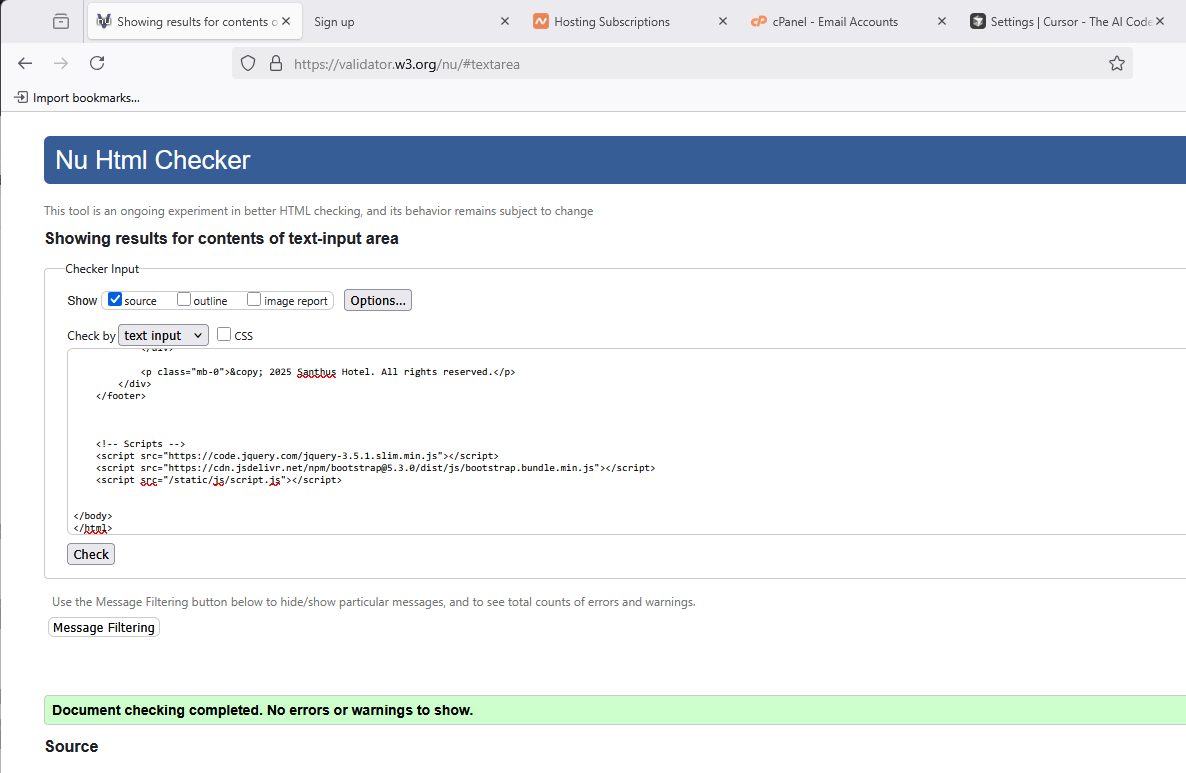 Showing results for contents o
Sign up
Hosting Subscriptions
cPanel - Email Accounts
Settings | Cursor - The AI Code
https://validator.w3.org/nu/#textarea
Import bookmarks...
Nu Html Checker
This tool is an ongoing experiment in better HTML checking, and its behavior remains subject to change
Showing results for contents of text-input area
Checker Input
Show source outline image report Options...
Check by text input CSS
</div>
<p class="mb-0">&copy; 2025 Santhus Hotel. All rights reserved.</p>
</div>
</footer>
<!-- Scripts -->
<script src="https://code.jquery.com/jquery-3.5.1.slim.min.js"></script>
<script src="https://cdn.jsdelivr.net/npm/bootstrap@5.3.0/dist/js/bootstrap.bundle.min.js"></script>
<script src="/static/js/script.js"></script>
</body>
</html>
Check
Use the Message Filtering button below to hide/show particular messages, and to see total counts of errors and warnings.
Message Filtering
Document checking completed. No errors or warnings to show.
Source